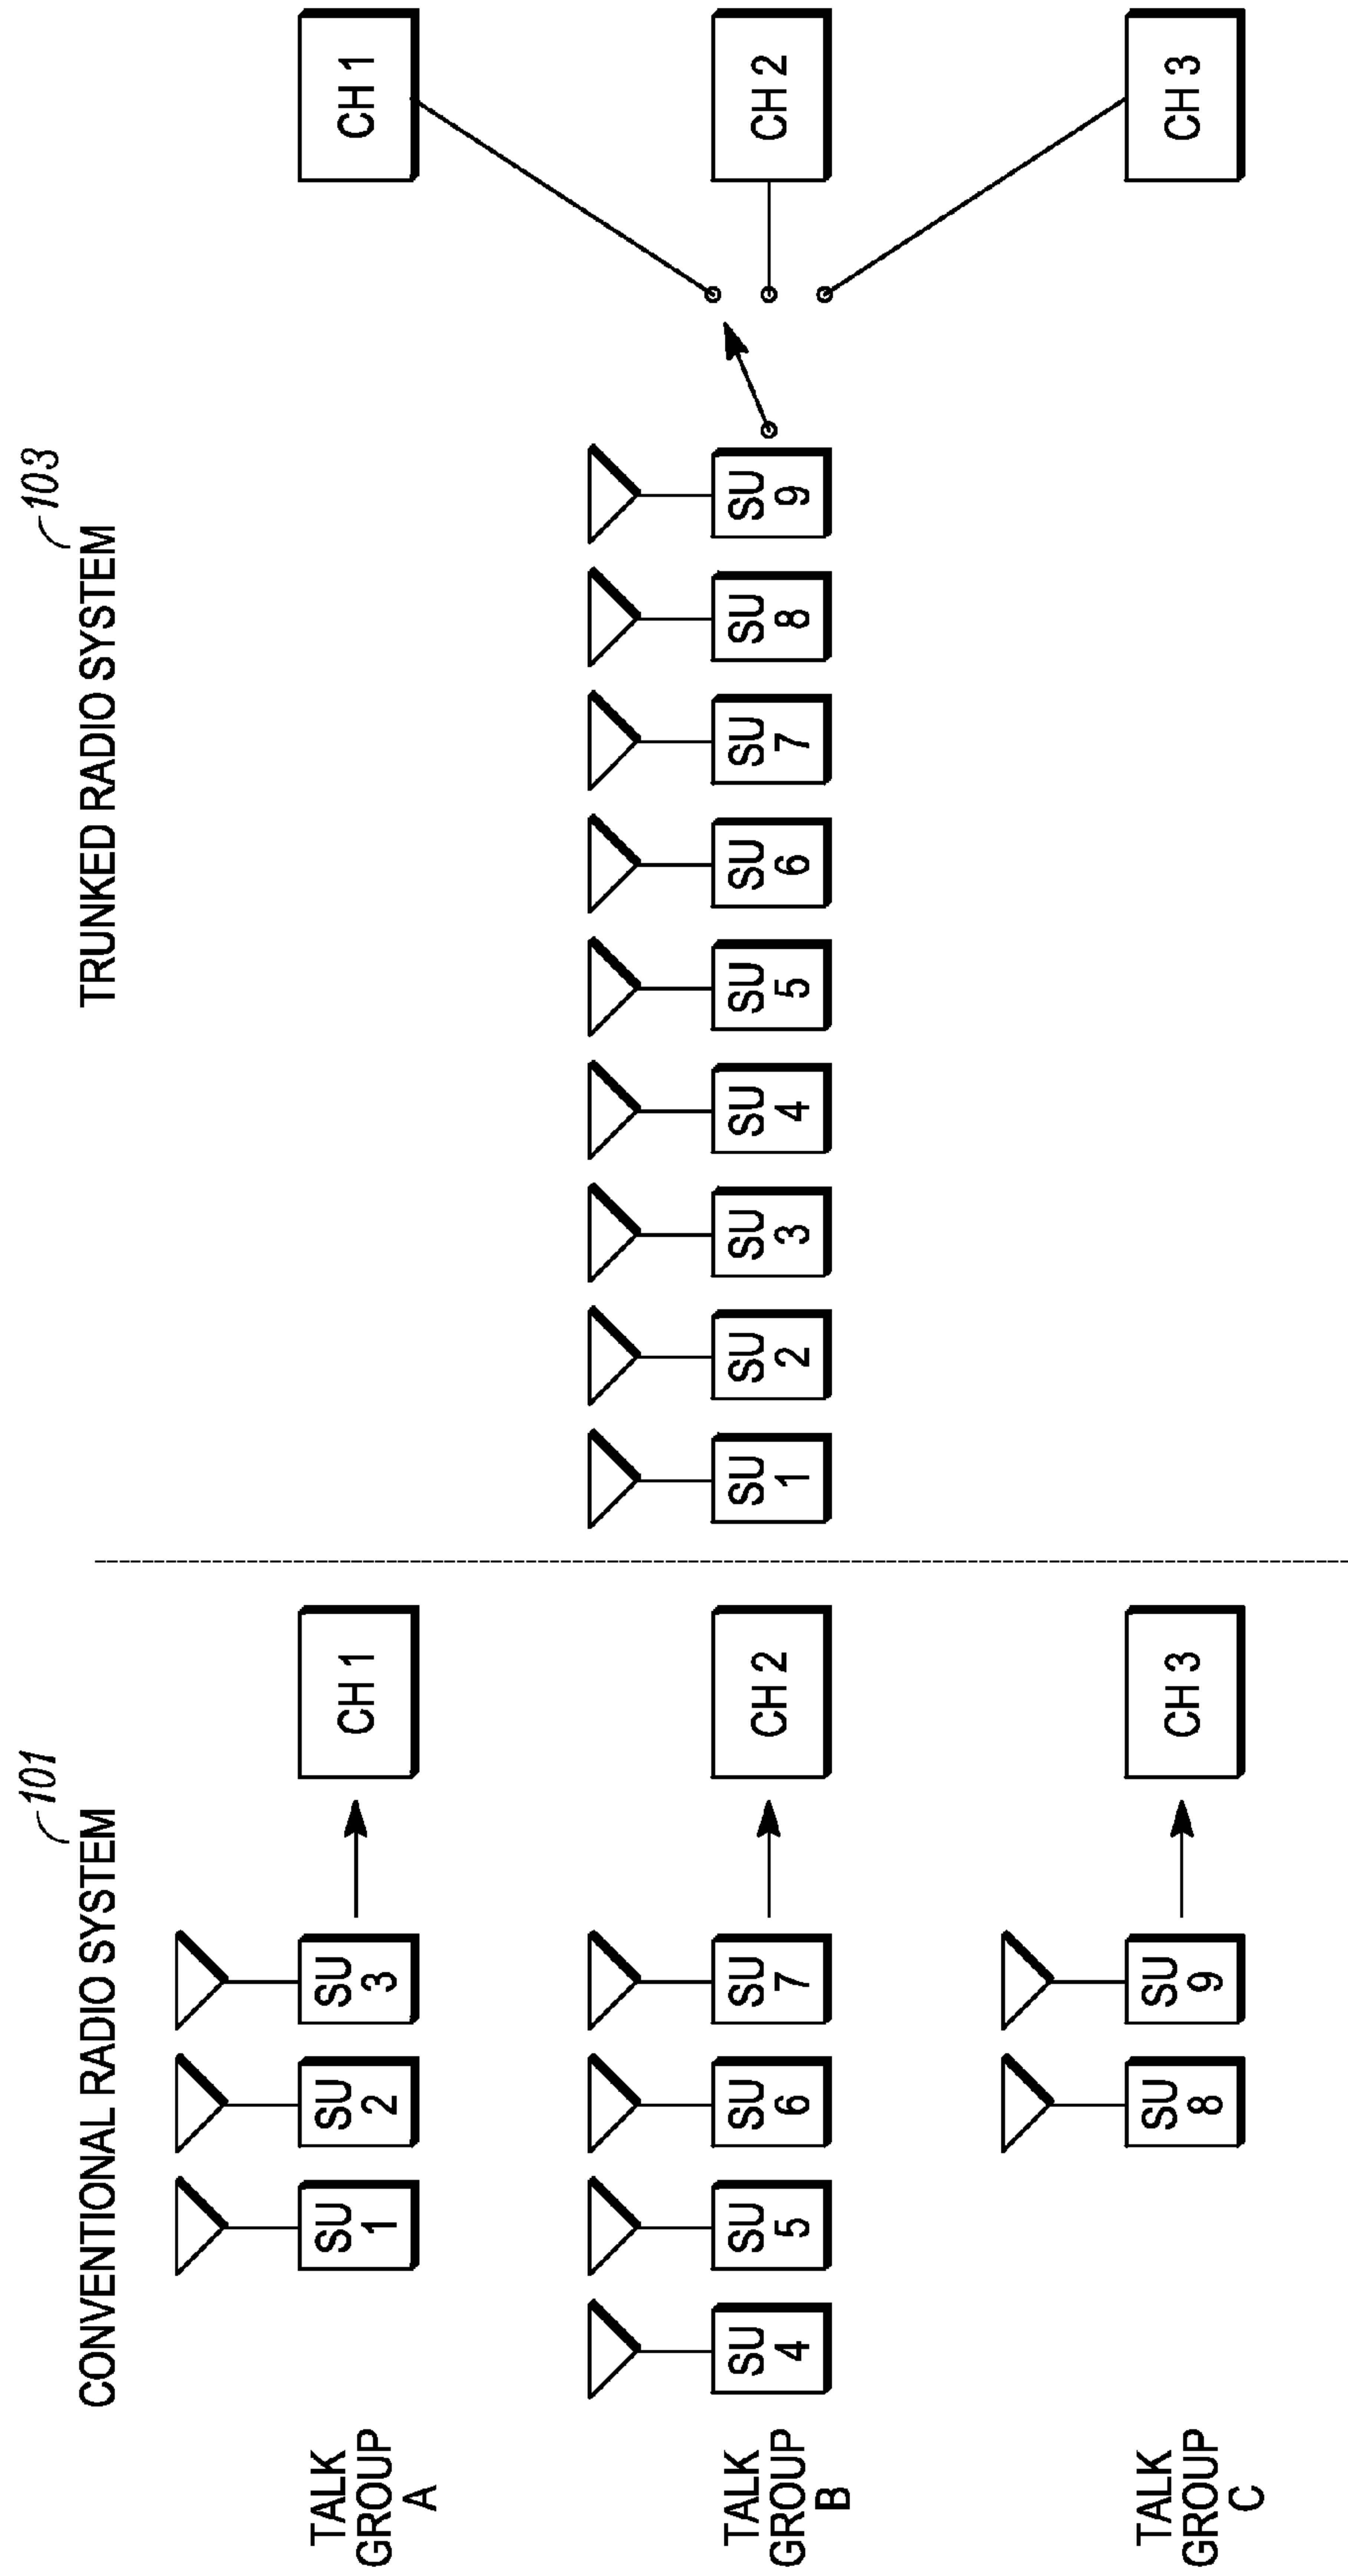 CONVENTIONAL RADIO SYSTEM
101
TALK
GROUP
A
SU
1
SU
2
SU
3
CH 1
TALK
GROUP
B
SU
4
SU
5
SU
6
SU
7
CH 2
TALK
GROUP
C
SU
8
SU
9
CH 3
TRUNKED RADIO SYSTEM
103
SU
1
SU
2
SU
3
SU
4
SU
5
SU
6
SU
7
SU
8
SU
9
CH 1
CH 2
CH 3